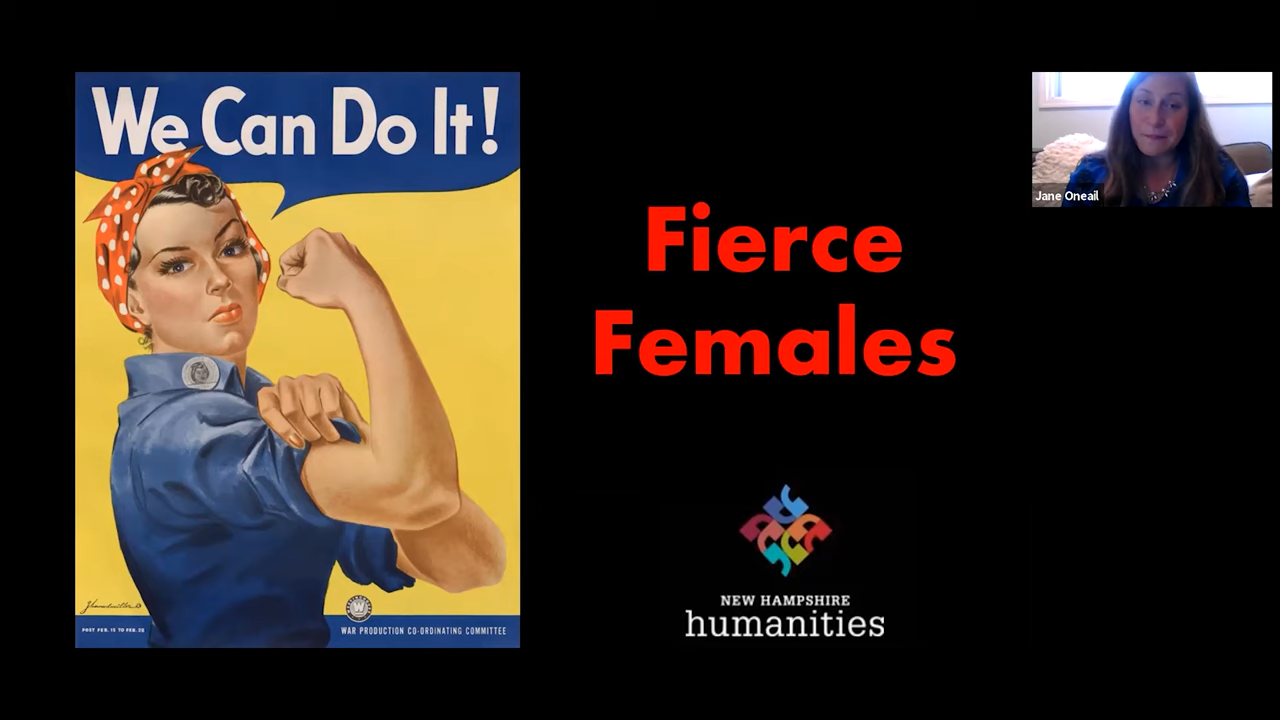 We Can Do It!
Fierce
Females
Jane Oneail
NEW HAMPSHIRE
humanities
POST FEB. 15 TO FEB. 28
WAR PRODUCTION CO-ORDINATING COMMITTEE